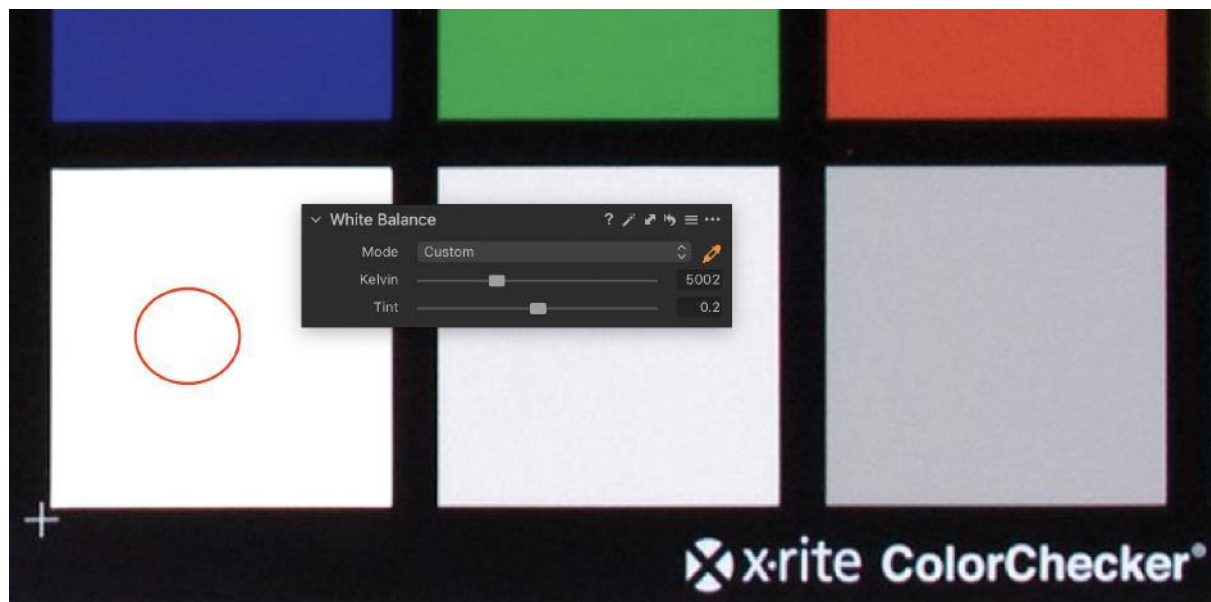 White Balance
Mode Custom
Kelvin 5002
Tint 0.2
x·rite ColorChecker®